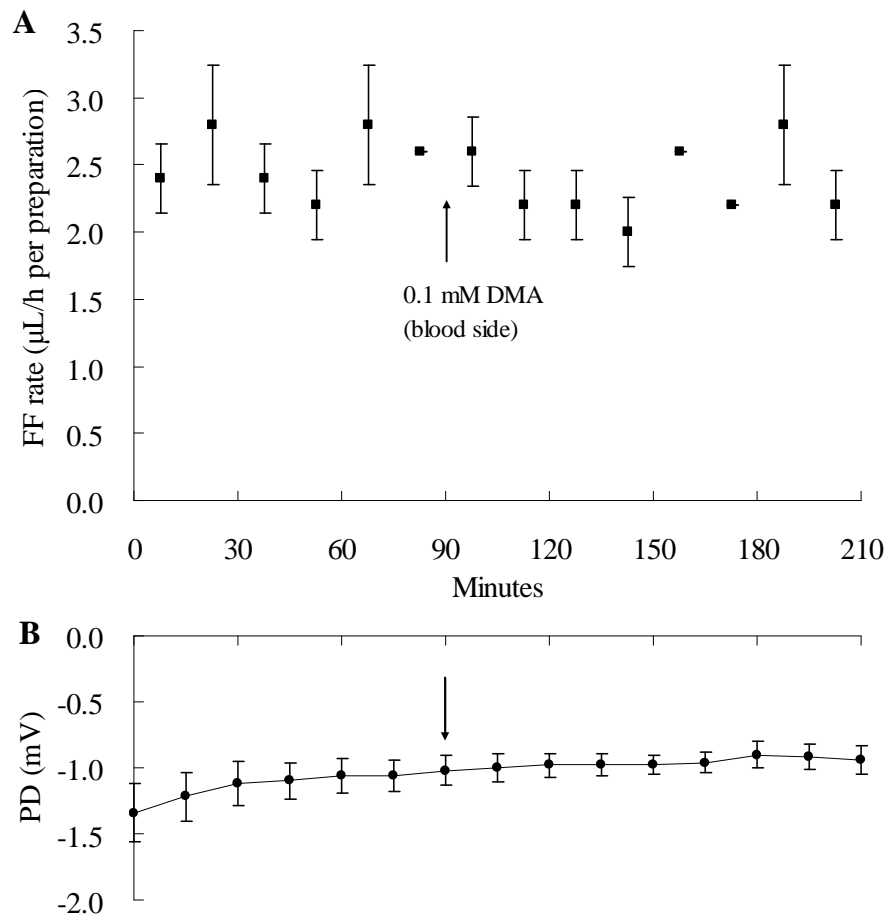 A
3.5
3.0
2.5
2.0
1.5
1.0
0.5
0.0
FF rate (µL/h per preparation)
0.1 mM DMA
(blood side)
0 30 60 90 120 150 180 210
Minutes
B
0.0
-0.5
-1.0
-1.5
-2.0
PD (mV)